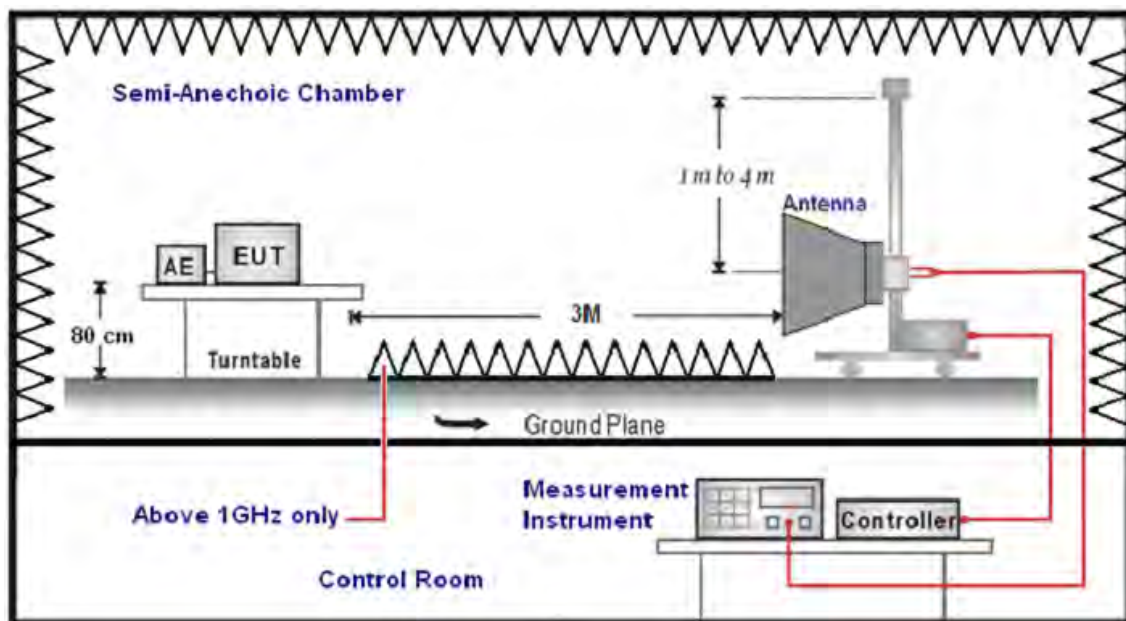 Semi-Anechoic Chamber
1 m to 4 m
Antenna
AE
EUT
80 cm
3M
Turntable
Ground Plane
Above 1GHz only
Measurement
Instrument
Controller
Control Room